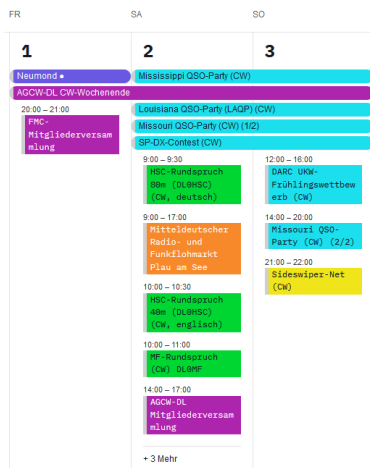 FR
SA
SO
1
2
3
Neumond ●
Mississippi QSO-Party (CW)
AGCW-DL CW-Wochenende
Louisiana QSO-Party (LAQP) (CW)
Missouri QSO-Party (CW) (1/2)
SP-DX-Contest (CW)
20:00 – 21:00
FMC-
Mitgliederversam
mlung
9:00 – 9:30
HSC-Rundspruch
80m (DL0HSC)
(CW, deutsch)
9:00 – 17:00
Mitteldeutscher
Radio- und
Funkflohmarkt
Plau am See
10:00 – 10:30
HSC-Rundspruch
40m (DL0HSC)
(CW, englisch)
10:00 – 11:00
MF-Rundspruch
(CW) DL0MF
14:00 – 17:00
AGCW-DL
Mitgliederversam
mlung
+ 3 Mehr
12:00 – 16:00
DARC UKW-
Frühlingswettbew
erb (CW)
14:00 – 20:00
Missouri QSO-
Party (CW) (2/2)
21:00 – 22:00
Sideswiper-Net
(CW)